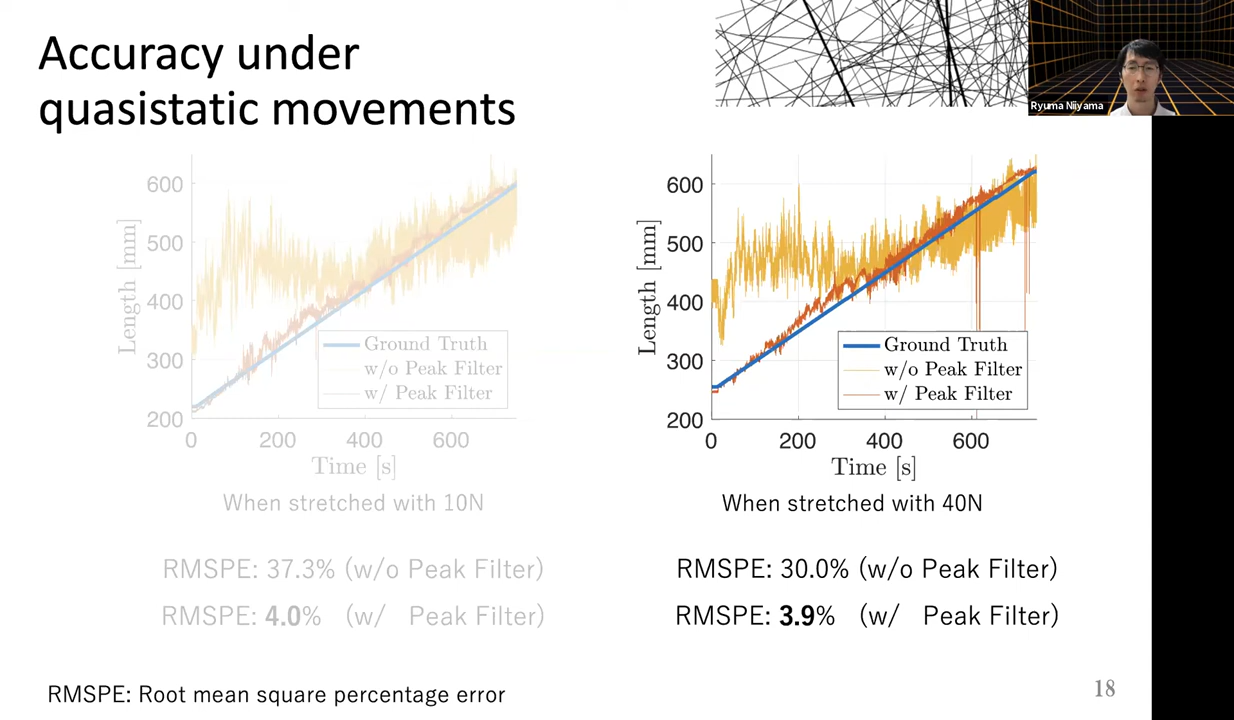 Accuracy under
quasistatic movements
Ryuma Niiyama
600
500
400
300
200
0
200
400
600
Length [mm]
Time [s]
Ground Truth
w/o Peak Filter
w/ Peak Filter
When stretched with 10N
RMSPE: 37.3% (w/o Peak Filter)
RMSPE: 4.0% (w/ Peak Filter)
600
500
400
300
200
0
200
400
600
Length [mm]
Time [s]
Ground Truth
w/o Peak Filter
w/ Peak Filter
When stretched with 40N
RMSPE: 30.0% (w/o Peak Filter)
RMSPE: 3.9% (w/ Peak Filter)
RMSPE: Root mean square percentage error
18